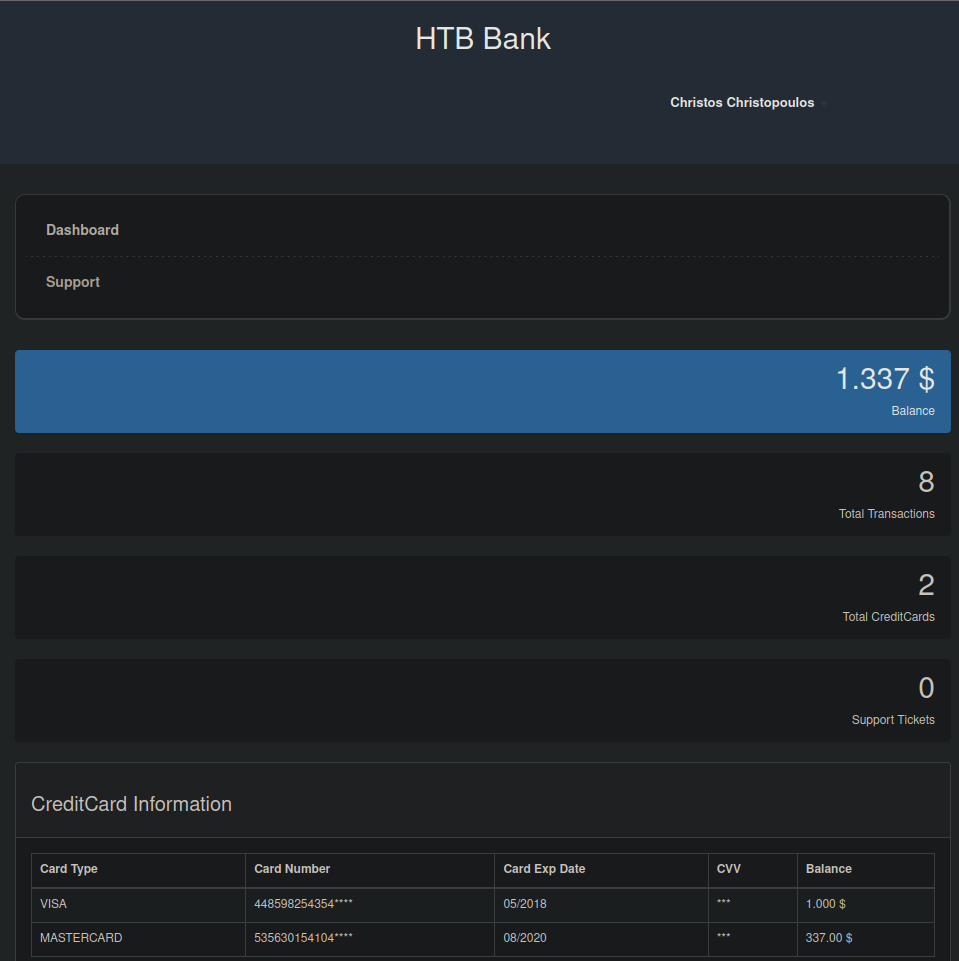 HTB Bank
Christos Christopoulos
Dashboard
Support
1.337 $
Balance
8
Total Transactions
2
Total CreditCards
0
Support Tickets
CreditCard Information
Card Type Card Number Card Exp Date CVV Balance
VISA 448598254354**** 05/2018 *** 1.000 $
MASTERCARD 535630154104**** 08/2020 *** 337.00 $